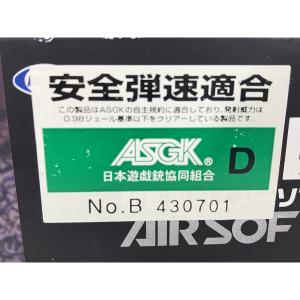 安全弾速適合
この製品はASGKの自主規約に適合しており、発射威力は
0.98ジュール基準以下をクリアーしている製品です。
ASGK®
D
日本遊戯銃協同組合
No.B 430701
ソ
AIRSOF